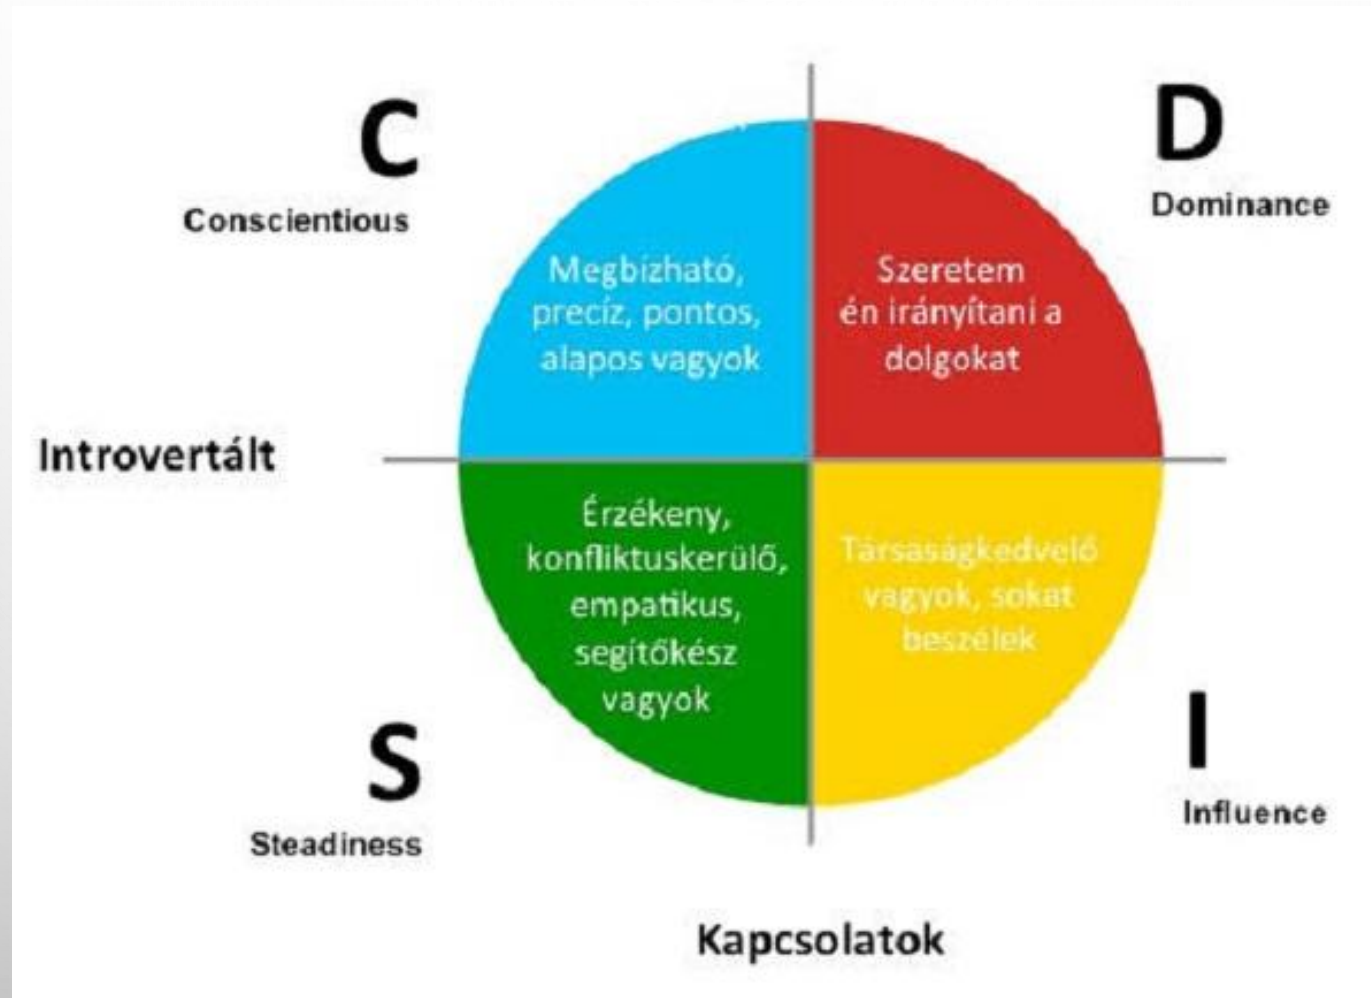 C
Conscientious
D
Dominance
Megbízható,
precíz, pontos,
alapos vagyok
Szeretem
én irányítani a
dolgokat
Introvertált
Érzékeny,
konfliktuskerülő,
empatikus,
segítőkész
vagyok
Társaságkedvelő
vagyok, sokat
beszélek
S
Steadiness
I
Influence
Kapcsolatok